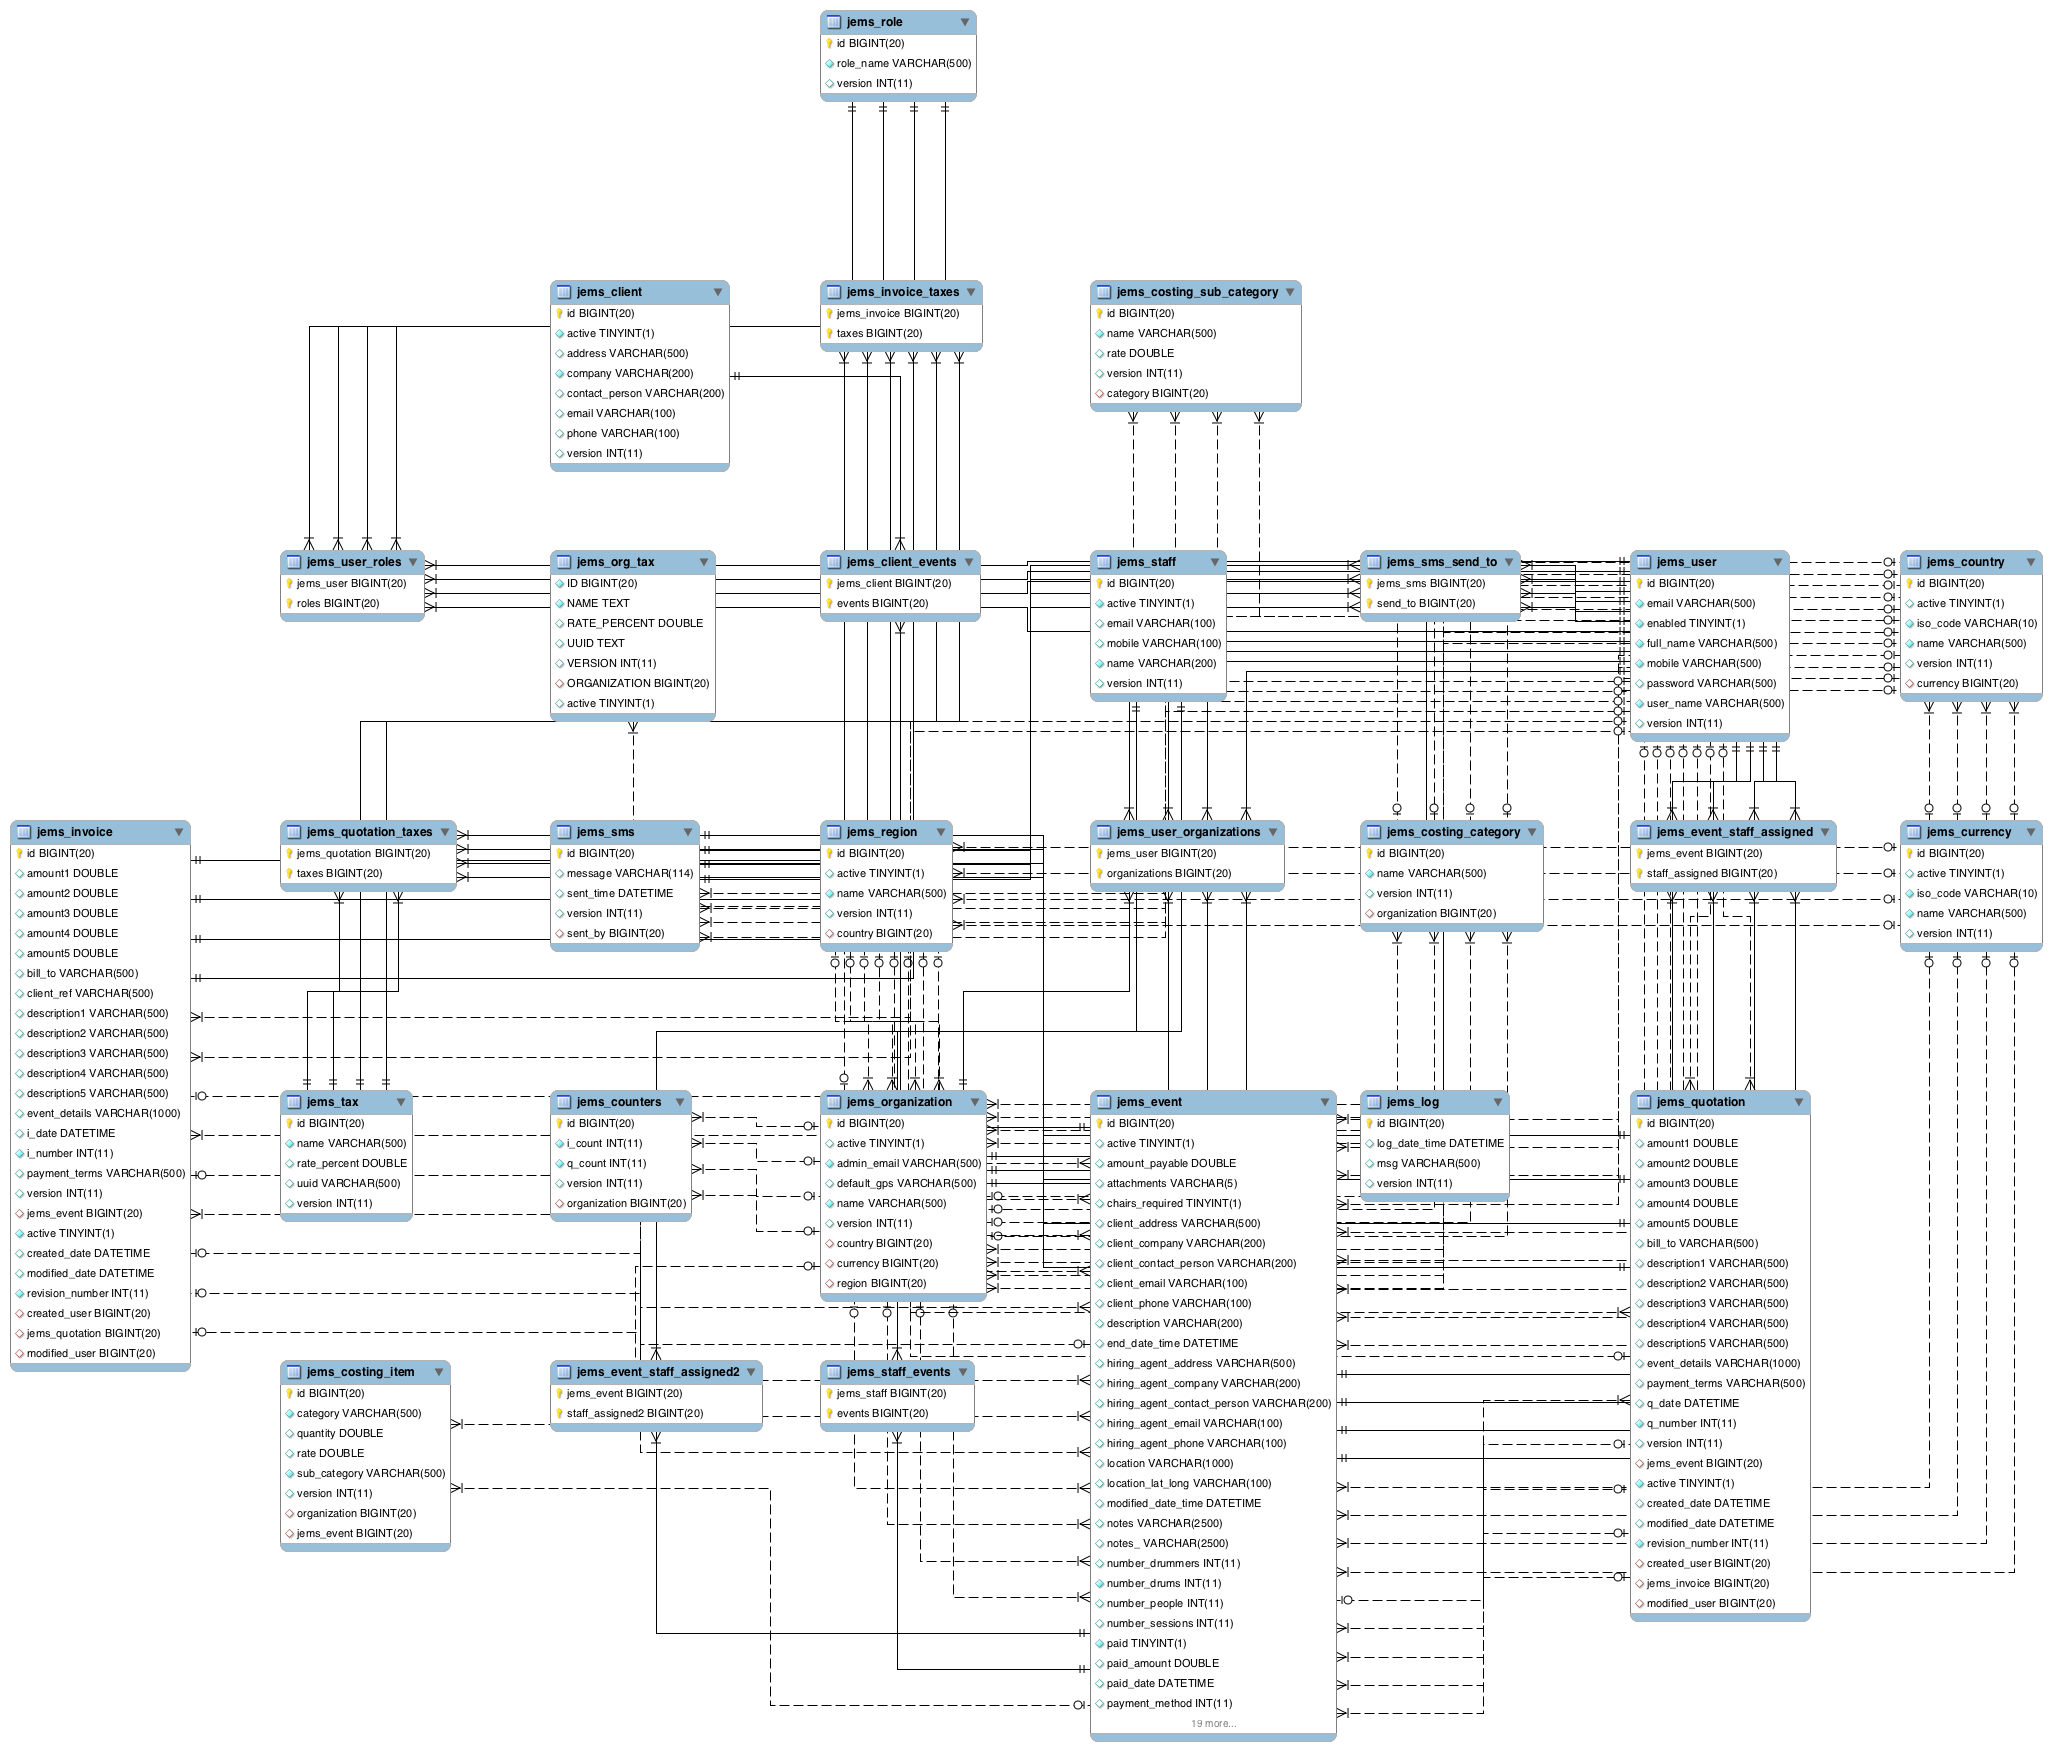 jems_role
id BIGINT(20)
role_name VARCHAR(500)
version INT(11)
jems_client
id BIGINT(20)
active TINYINT(1)
address VARCHAR(500)
company VARCHAR(200)
contact_person VARCHAR(200)
email VARCHAR(100)
phone VARCHAR(100)
version INT(11)
jems_invoice_taxes
jems_invoice BIGINT(20)
taxes BIGINT(20)
jems_costing_sub_category
id BIGINT(20)
name VARCHAR(500)
rate DOUBLE
version INT(11)
category BIGINT(20)
jems_user_roles
jems_user BIGINT(20)
roles BIGINT(20)
jems_org_tax
ID BIGINT(20)
NAME TEXT
RATE_PERCENT DOUBLE
UUID TEXT
VERSION INT(11)
ORGANIZATION BIGINT(20)
active TINYINT(1)
jems_client_events
jems_client BIGINT(20)
events BIGINT(20)
jems_staff
id BIGINT(20)
active TINYINT(1)
email VARCHAR(100)
mobile VARCHAR(100)
name VARCHAR(200)
version INT(11)
jems_sms_send_to
jems_sms BIGINT(20)
send_to BIGINT(20)
jems_user
id BIGINT(20)
email VARCHAR(500)
enabled TINYINT(1)
full_name VARCHAR(500)
mobile VARCHAR(500)
password VARCHAR(500)
user_name VARCHAR(500)
version INT(11)
jems_country
id BIGINT(20)
active TINYINT(1)
iso_code VARCHAR(10)
name VARCHAR(500)
version INT(11)
currency BIGINT(20)
jems_invoice
id BIGINT(20)
amount1 DOUBLE
amount2 DOUBLE
amount3 DOUBLE
amount4 DOUBLE
amount5 DOUBLE
bill_to VARCHAR(500)
client_ref VARCHAR(500)
description1 VARCHAR(500)
description2 VARCHAR(500)
description3 VARCHAR(500)
description4 VARCHAR(500)
description5 VARCHAR(500)
event_details VARCHAR(1000)
i_date DATETIME
i_number INT(11)
payment_terms VARCHAR(500)
version INT(11)
jems_event BIGINT(20)
active TINYINT(1)
created_date DATETIME
modified_date DATETIME
revision_number INT(11)
created_user BIGINT(20)
jems_quotation BIGINT(20)
modified_user BIGINT(20)
jems_quotation_taxes
jems_quotation BIGINT(20)
taxes BIGINT(20)
jems_sms
id BIGINT(20)
message VARCHAR(114)
sent_time DATETIME
version INT(11)
sent_by BIGINT(20)
jems_region
id BIGINT(20)
active TINYINT(1)
name VARCHAR(500)
version INT(11)
country BIGINT(20)
jems_user_organizations
jems_user BIGINT(20)
organizations BIGINT(20)
jems_costing_category
id BIGINT(20)
name VARCHAR(500)
version INT(11)
organization BIGINT(20)
jems_event_staff_assigned
jems_event BIGINT(20)
staff_assigned BIGINT(20)
jems_currency
id BIGINT(20)
active TINYINT(1)
iso_code VARCHAR(10)
name VARCHAR(500)
version INT(11)
jems_tax
id BIGINT(20)
name VARCHAR(500)
rate_percent DOUBLE
uuid VARCHAR(500)
version INT(11)
jems_counters
id BIGINT(20)
i_count INT(11)
q_count INT(11)
version INT(11)
organization BIGINT(20)
jems_organization
id BIGINT(20)
active TINYINT(1)
admin_email VARCHAR(500)
default_gps VARCHAR(500)
name VARCHAR(500)
version INT(11)
country BIGINT(20)
currency BIGINT(20)
region BIGINT(20)
jems_event
id BIGINT(20)
active TINYINT(1)
amount_payable DOUBLE
attachments VARCHAR(5)
chairs_required TINYINT(1)
client_address VARCHAR(500)
client_company VARCHAR(200)
client_contact_person VARCHAR(200)
client_email VARCHAR(100)
client_phone VARCHAR(100)
description VARCHAR(200)
end_date_time DATETIME
hiring_agent_address VARCHAR(500)
hiring_agent_company VARCHAR(200)
hiring_agent_contact_person VARCHAR(200)
hiring_agent_email VARCHAR(100)
hiring_agent_phone VARCHAR(100)
location VARCHAR(1000)
location_lat_long VARCHAR(100)
modified_date_time DATETIME
notes VARCHAR(2500)
notes_ VARCHAR(2500)
number_drummers INT(11)
number_drums INT(11)
number_people INT(11)
number_sessions INT(11)
paid TINYINT(1)
paid_amount DOUBLE
paid_date DATETIME
payment_method INT(11)
19 more...
jems_log
id BIGINT(20)
log_date_time DATETIME
msg VARCHAR(500)
version INT(11)
jems_quotation
id BIGINT(20)
amount1 DOUBLE
amount2 DOUBLE
amount3 DOUBLE
amount4 DOUBLE
amount5 DOUBLE
bill_to VARCHAR(500)
description1 VARCHAR(500)
description2 VARCHAR(500)
description3 VARCHAR(500)
description4 VARCHAR(500)
description5 VARCHAR(500)
event_details VARCHAR(1000)
payment_terms VARCHAR(500)
q_date DATETIME
q_number INT(11)
version INT(11)
jems_event BIGINT(20)
active TINYINT(1)
created_date DATETIME
modified_date DATETIME
revision_number INT(11)
created_user BIGINT(20)
jems_invoice BIGINT(20)
modified_user BIGINT(20)
jems_costing_item
id BIGINT(20)
category VARCHAR(500)
quantity DOUBLE
rate DOUBLE
sub_category VARCHAR(500)
version INT(11)
organization BIGINT(20)
jems_event BIGINT(20)
jems_event_staff_assigned2
jems_event BIGINT(20)
staff_assigned2 BIGINT(20)
jems_staff_events
jems_staff BIGINT(20)
events BIGINT(20)